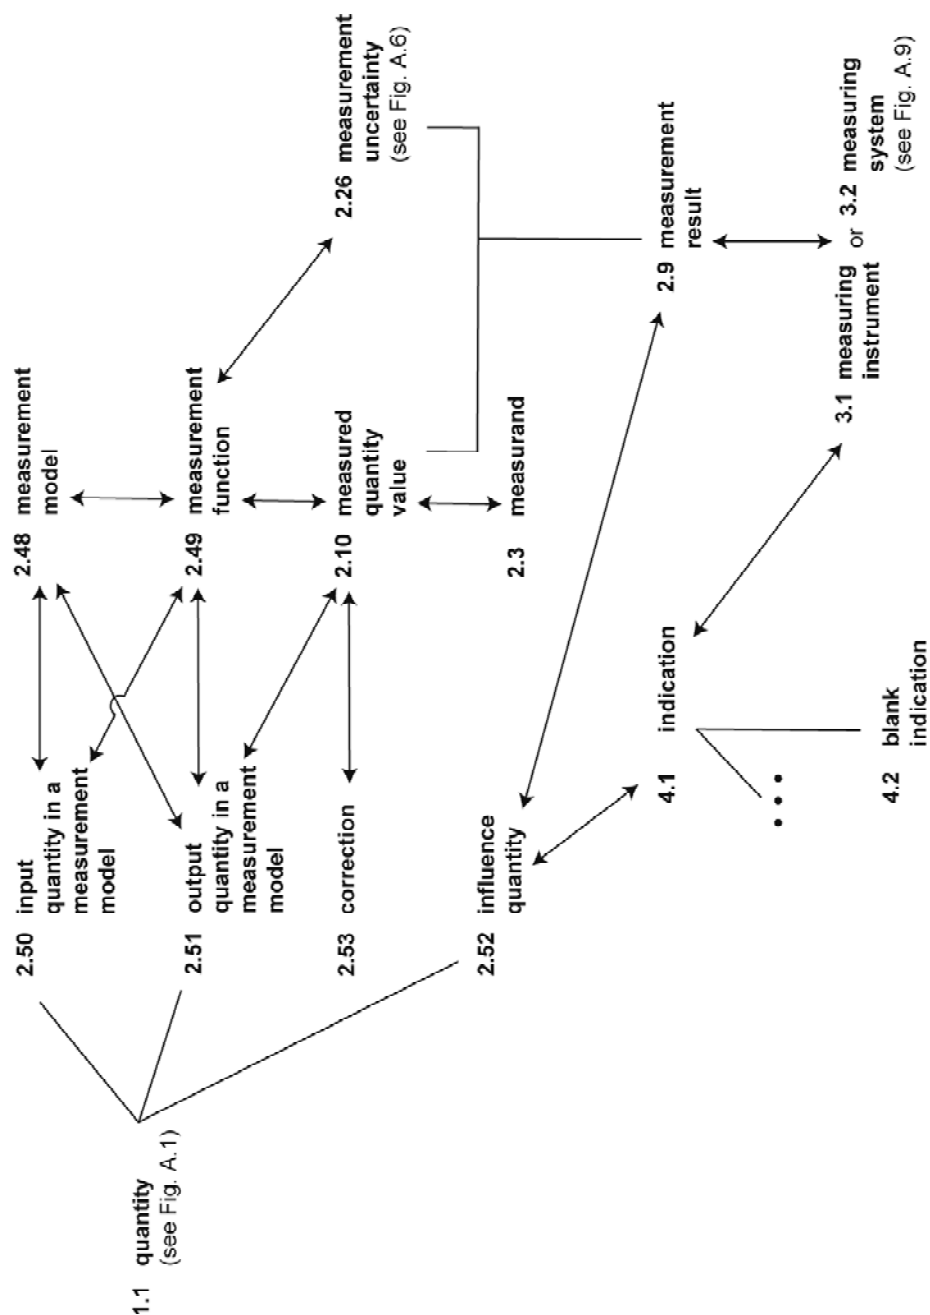 1.1 quantity
(see Fig. A.1)
2.50 input
quantity in a
measurement
model
2.51 output
quantity in a
measurement
model
2.53 correction
2.52 influence
quantity
2.48 measurement
model
2.49 measurement
function
2.10 measured
quantity
value
2.3 measurand
2.26 measurement
uncertainty
(see Fig. A.6)
2.9 measurement
result
4.1 indication
4.2 blank
indication
3.1 measuring
instrument
or 3.2 measuring
system
(see Fig. A.9)